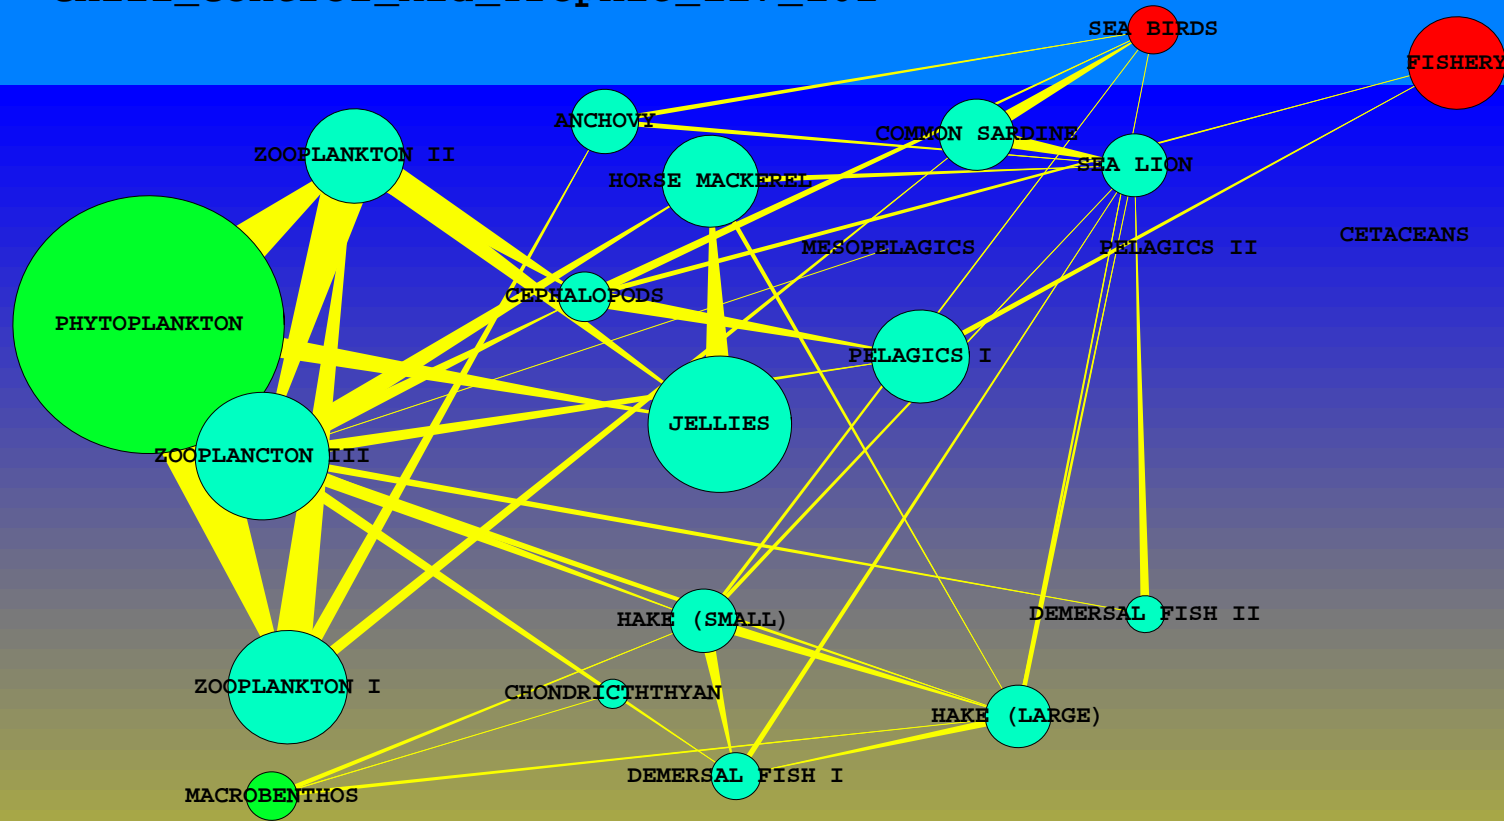 SEA BIRDS
FISHERY
ANCHOVY
COMMON SARDINE
ZOOPLANKTON II
SEA LION
HORSE MACKEREL
CETACEANS
MESOPELAGICS
PELAGICS II
CEPHALOPODS
PHYTOPLANKTON
PELAGICS I
JELLIES
ZOOPLANCTON III
DEMERSAL FISH II
HAKE (SMALL)
ZOOPLANKTON I
CHONDRICTHTHYAN
HAKE (LARGE)
DEMERSAL FISH I
MACROBENTHOS